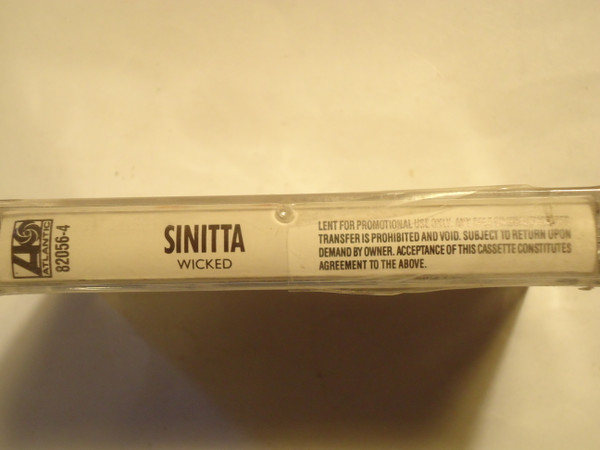 ATLANTIC
82056-4
SINITTA
WICKED
LENT FOR PROMOTIONAL USE ONLY. ANY
TRANSFER IS PROHIBITED AND VOID. SUBJECT TO RETURN UPON
DEMAND BY OWNER. ACCEPTANCE OF THIS CASSETTE CONSTITUTES
AGREEMENT TO THE ABOVE.